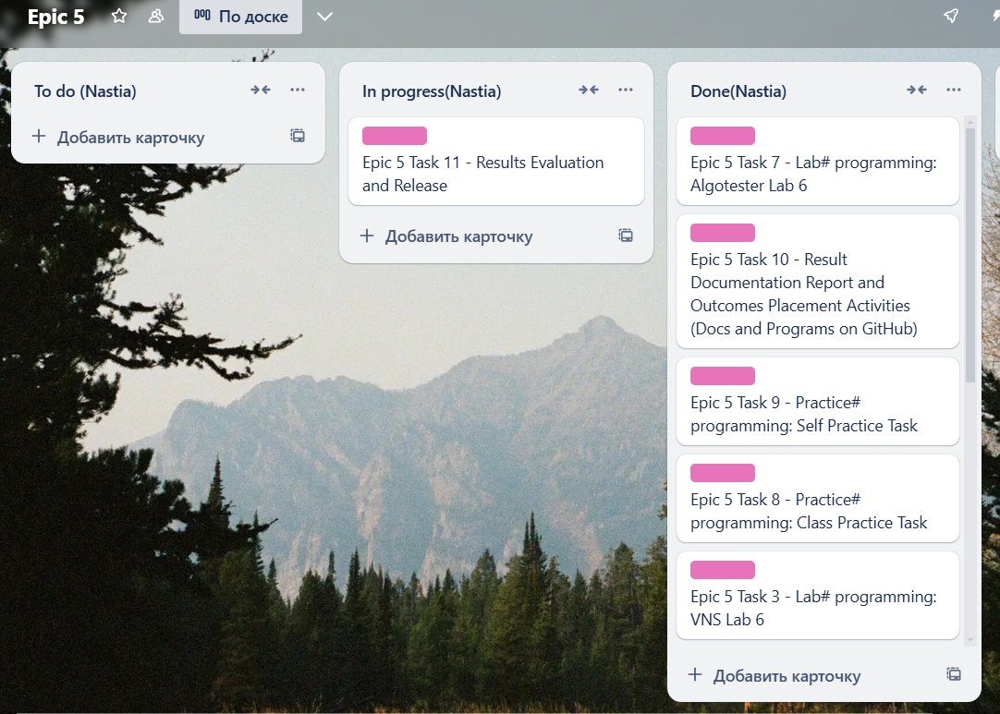 Epic 5
По доске
To do (Nastia)
Добавить карточку
In progress(Nastia)
Epic 5 Task 11 - Results Evaluation
and Release
Добавить карточку
Done(Nastia)
Epic 5 Task 7 - Lab# programming:
Algotester Lab 6
Epic 5 Task 10 - Result
Documentation Report and
Outcomes Placement Activities
(Docs and Programs on GitHub)
Epic 5 Task 9 - Practice#
programming: Self Practice Task
Epic 5 Task 8 - Practice#
programming: Class Practice Task
Epic 5 Task 3 - Lab# programming:
VNS Lab 6
Добавить карточку